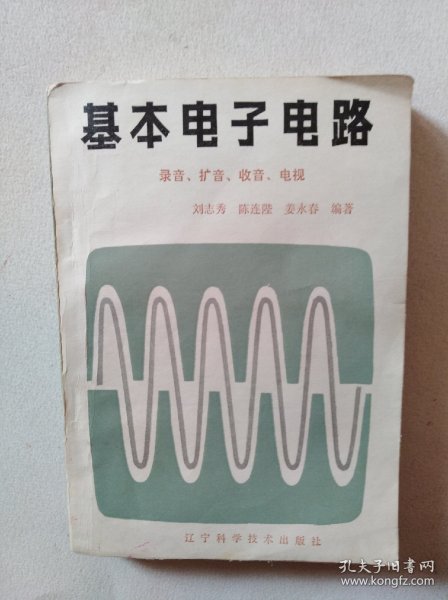 基本电子电路
录音、扩音、收音、电视
刘志秀 陈连陞 姜永春 编著
辽宁科学技术出版社
孔夫子旧书网
www.kongfz.com